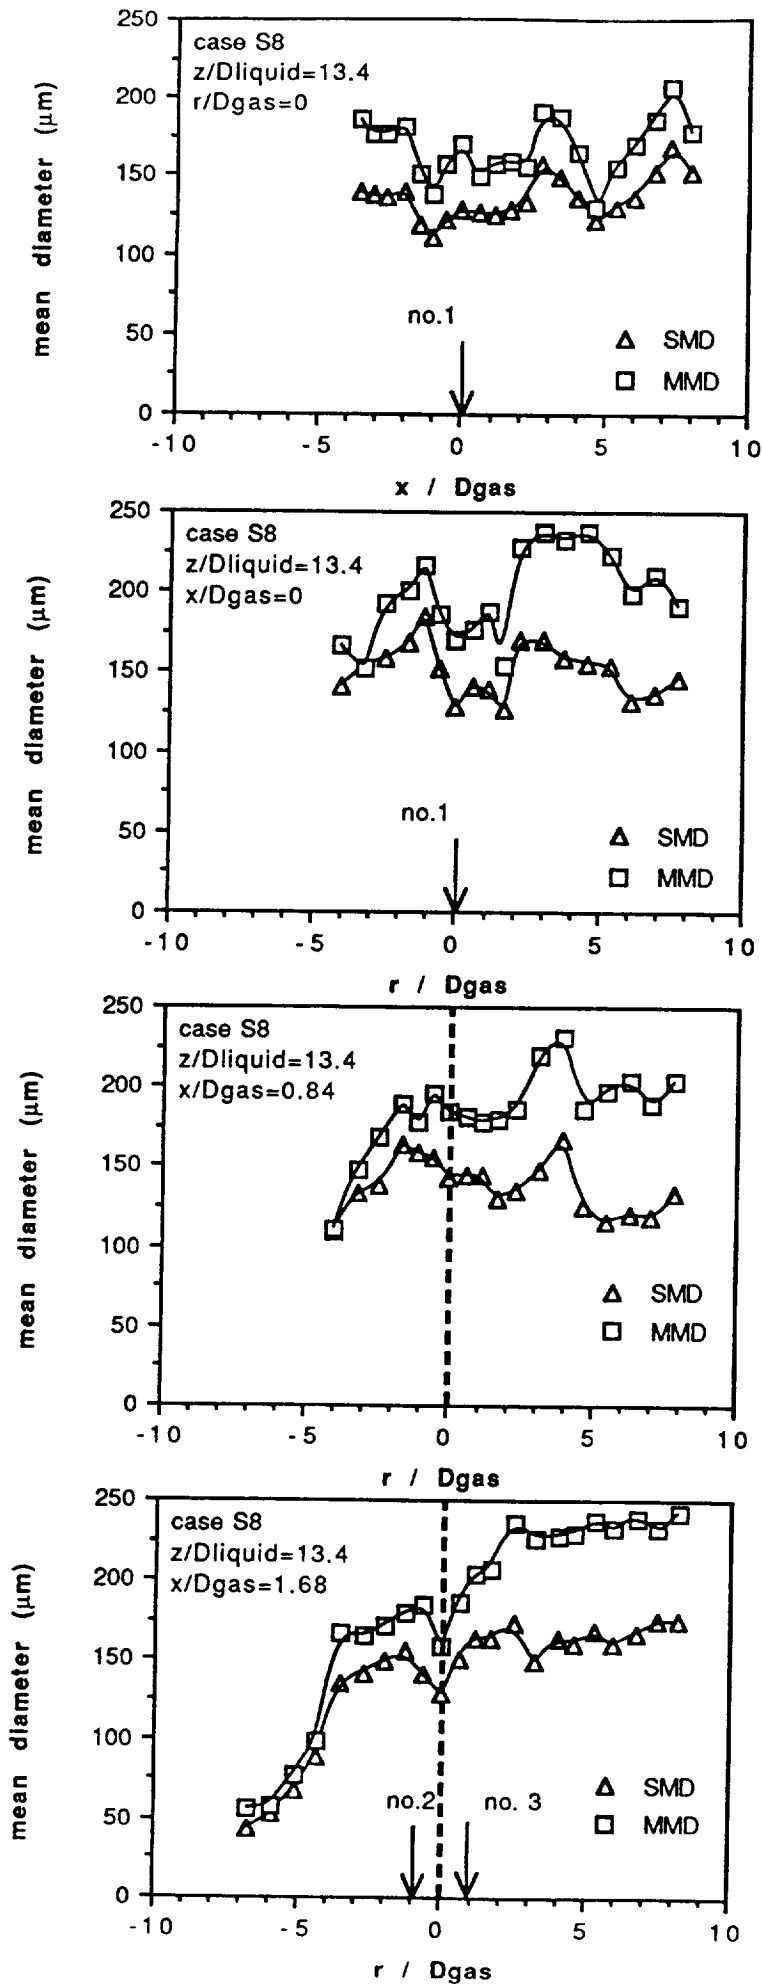 250
200
150
100
50
0
mean diameter (μm)
case S8
z/Dliquid=13.4
r/Dgas=0
no.1
SMD
MMD
-10 -5 0 5 10
x / Dgas
250
200
150
100
50
0
mean diameter (μm)
case S8
z/Dliquid=13.4
x/Dgas=0
no.1
SMD
MMD
-10 -5 0 5 10
r / Dgas
250
200
150
100
50
0
mean diameter (μm)
case S8
z/Dliquid=13.4
x/Dgas=0.84
SMD
MMD
-10 -5 0 5 10
r / Dgas
250
200
150
100
50
0
mean diameter (μm)
case S8
z/Dliquid=13.4
x/Dgas=1.68
no.2 no. 3
SMD
MMD
-10 -5 0 5 10
r / Dgas